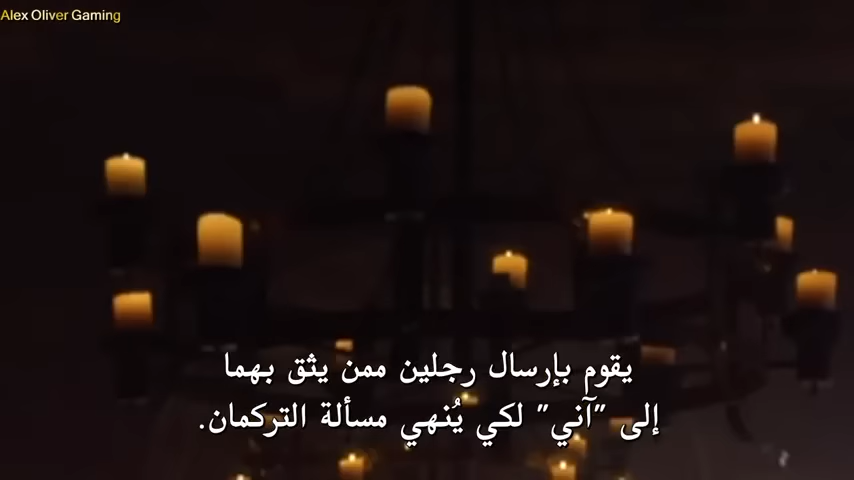 Alex Oliver Gaming
يقوم بإرسال رجلين ممن يثق بهما
إلى "آني" لكي يُنهي مسألة التركمان.